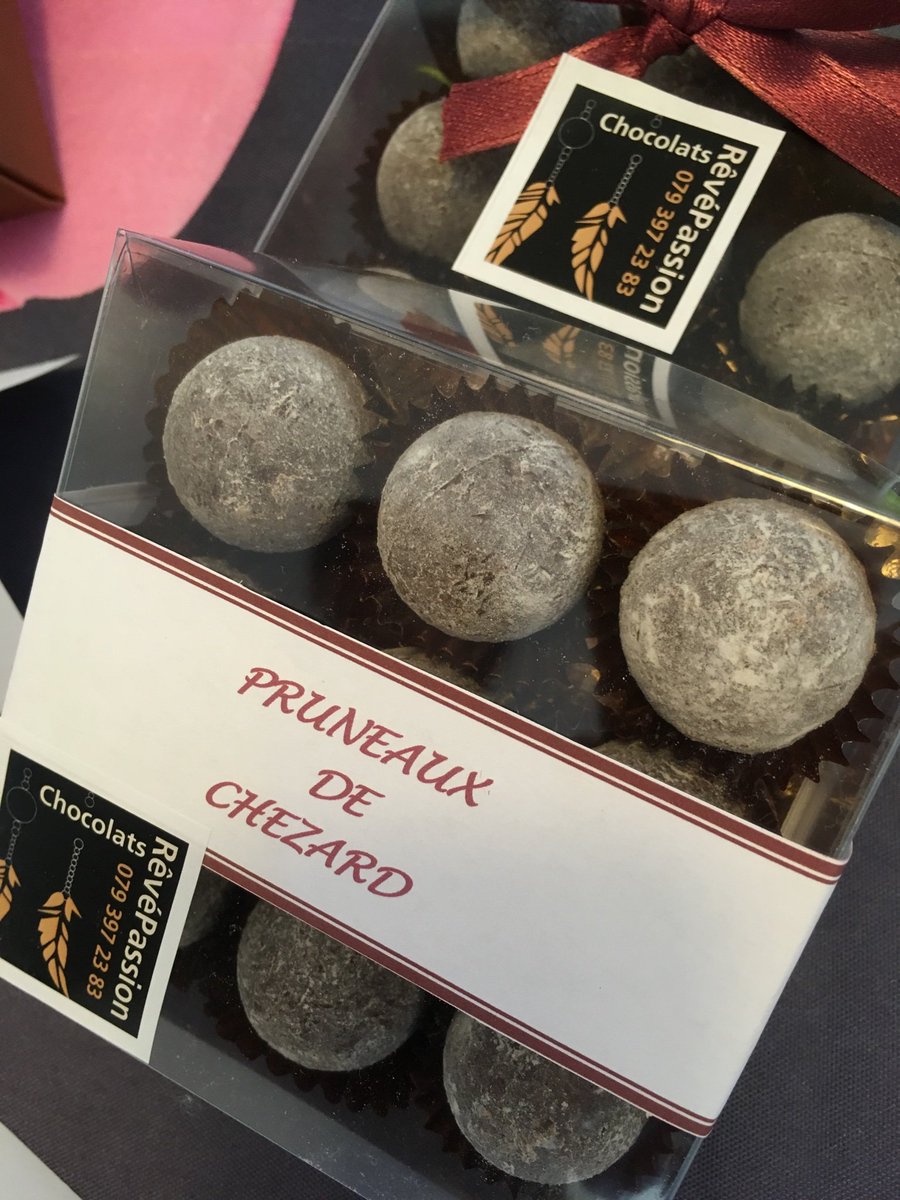 Chocolats
RêvéPassion
079 397 23 83
PRUNEAUX
DE
CHEZARD
Chocolats
RêvéPassion
079 397 23 83